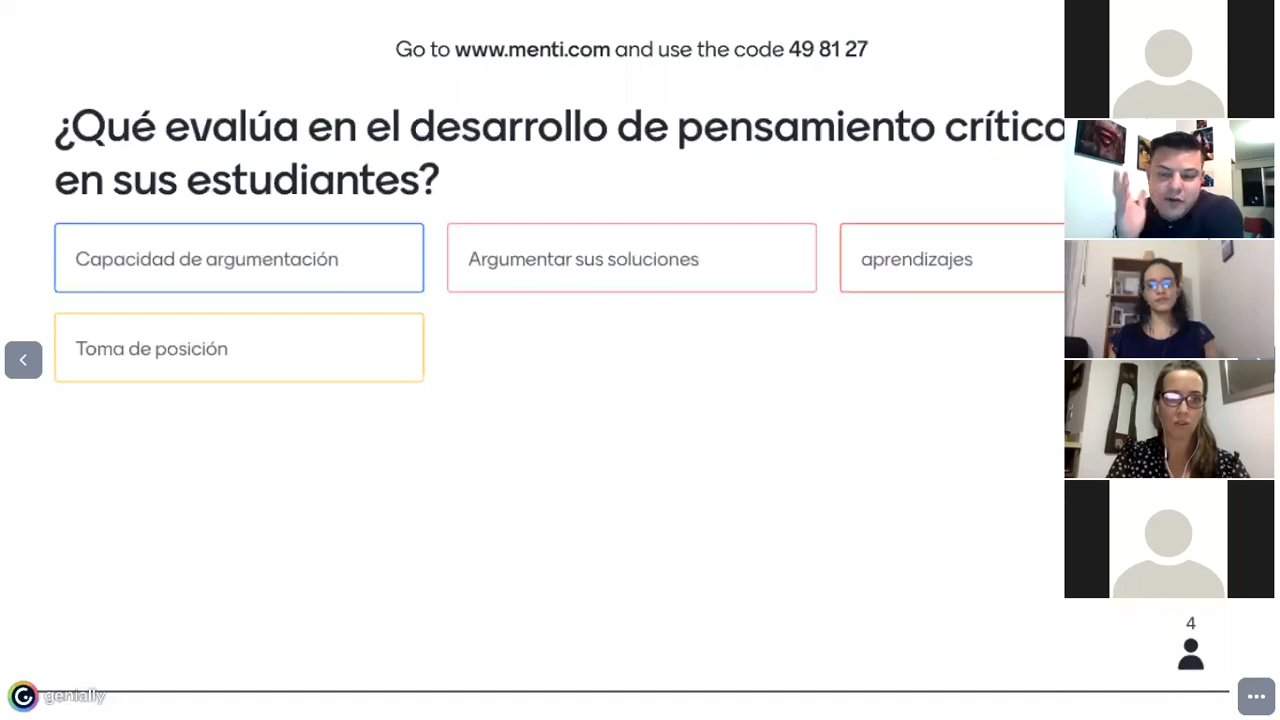 Go to www.menti.com and use the code 49 81 27
¿Qué evalúa en el desarrollo de pensamiento crítico
en sus estudiantes?
Capacidad de argumentación
Argumentar sus soluciones
aprendizajes
Toma de posición
4
genially